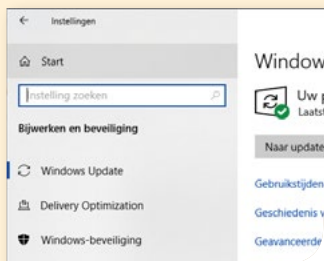 Instellingen
Start
Instelling zoeken
Bijwerken en beveiliging
Windows Update
Delivery Optimization
Windows-beveiliging
Window
Uw p
Laatst
Naar update
Gebruikstijden
Geschiedenis v
Geavanceerde